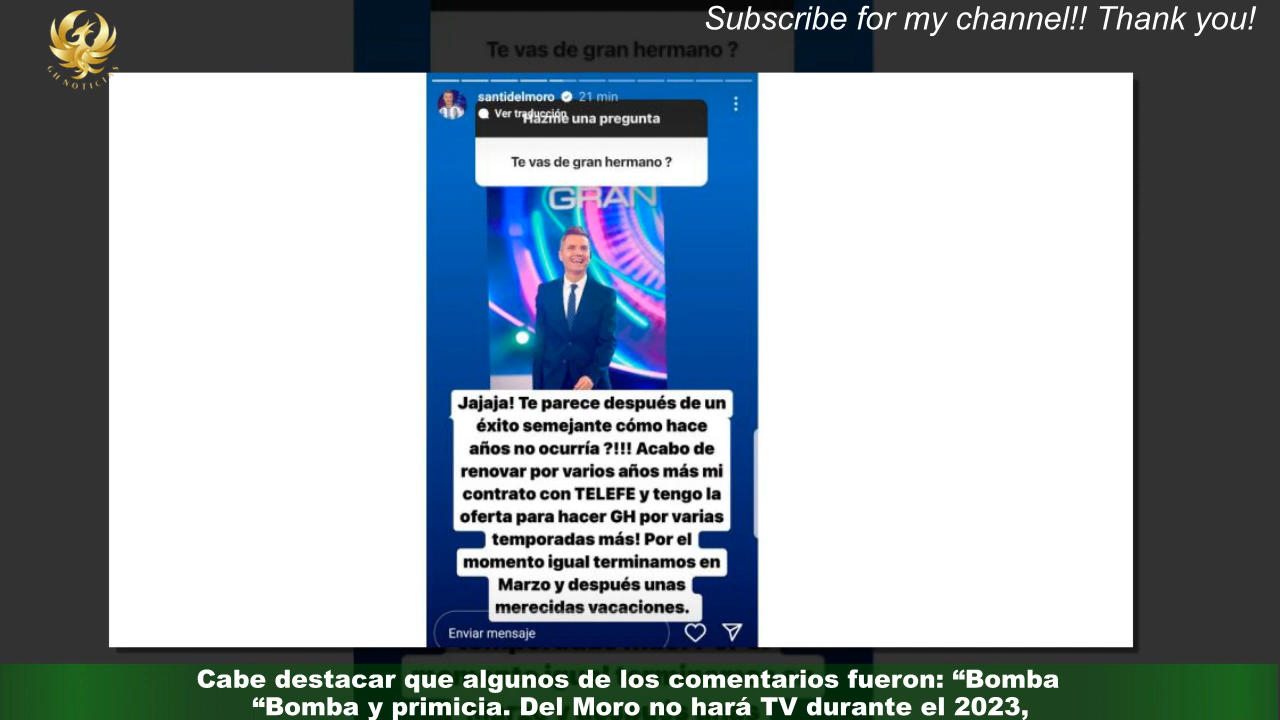 Subscribe for my channel!! Thank you!
GH NOTICIAS
Te vas de gran hermano ?
santidelmoro 21 min
Ver traducción
Hazme una pregunta
Te vas de gran hermano ?
GRAN
Jajaja! Te parece después de un
éxito semejante cómo hace
años no ocurría ?!!! Acabo de
renovar por varios años más mi
contrato con TELEFE y tengo la
oferta para hacer GH por varias
temporadas más! Por el
momento igual terminamos en
Marzo y después unas
merecidas vacaciones.
Enviar mensaje
Cabe destacar que algunos de los comentarios fueron: “Bomba
“Bomba y primicia. Del Moro no hará TV durante el 2023,